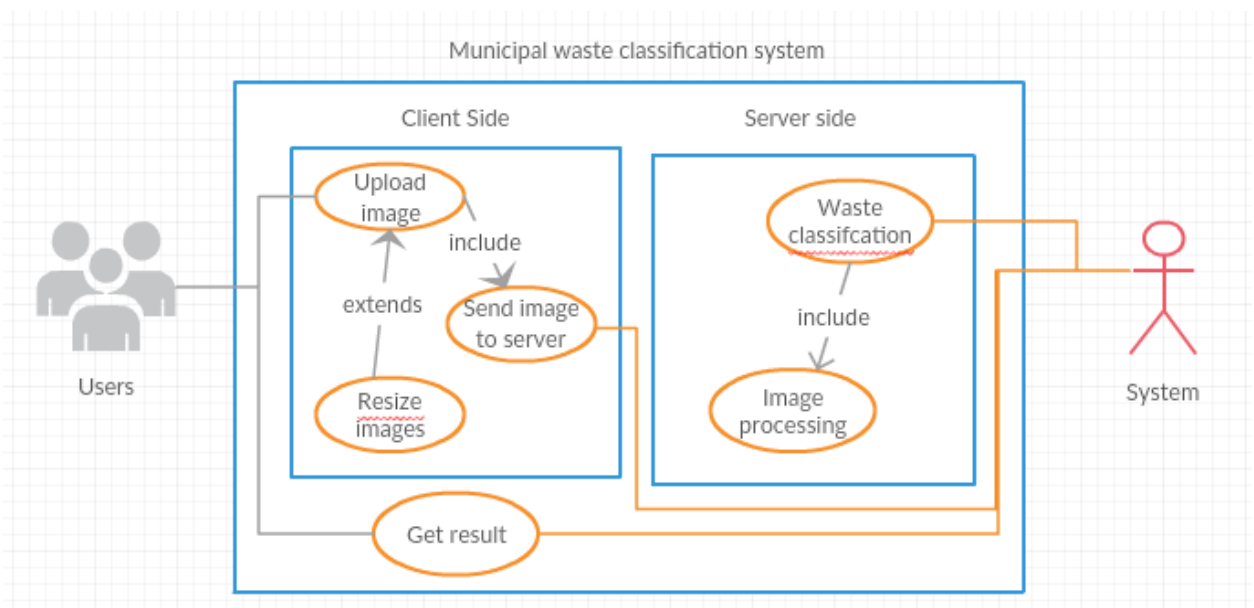 Municipal waste classification system
Client Side
Server side
Upload
image
include
Send image
to server
extends
Resize
images
Waste
classifcation
include
Image
processing
Get result
Users
System